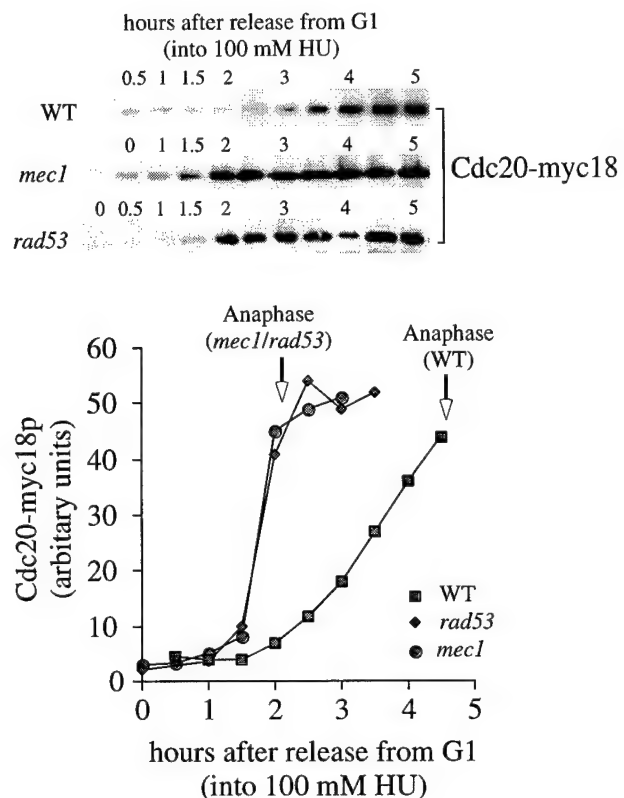 hours after release from G1
(into 100 mM HU)
0.5 1 1.5 2 3 4 5
WT
0 1 1.5 2 3 4 5
mec1
Cdc20-myc18
0 0.5 1 1.5 2 3 4 5
rad53
Anaphase
(mec1/rad53)
Anaphase
(WT)
60
50
40
30
20
10
0
Cdc20-myc18p
(arbitary units)
WT
rad53
mec1
0 1 2 3 4 5
hours after release from G1
(into 100 mM HU)